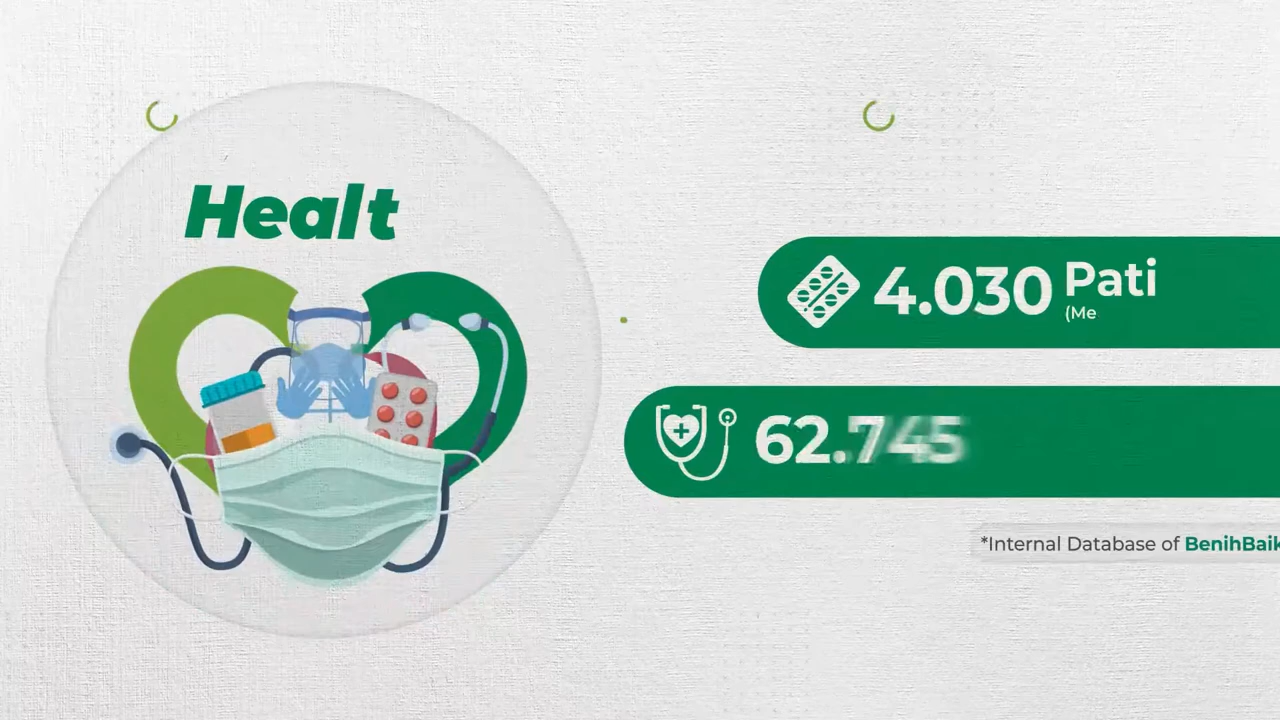 Healt
4.030 Pati
(Me
62.745
*Internal Database of BenihBaik